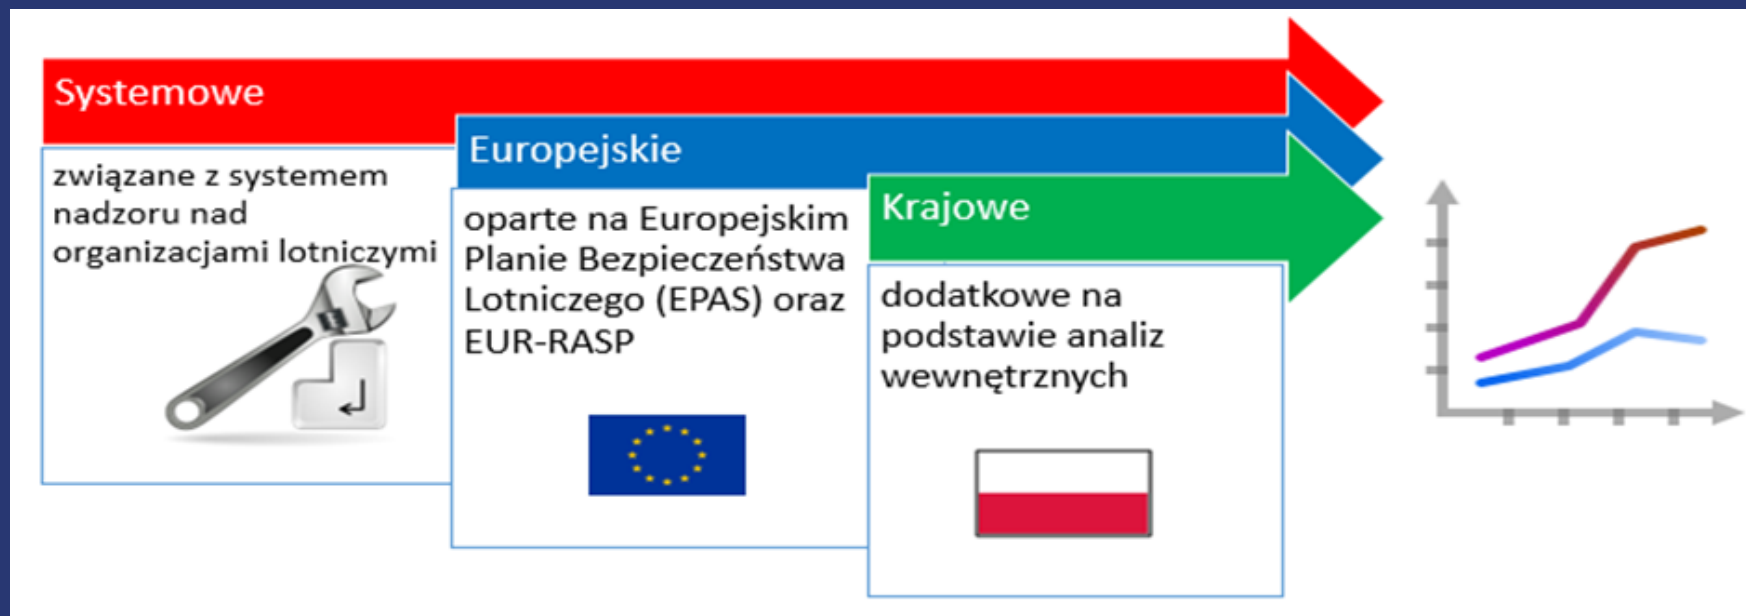 Systemowe
związane z systemem
nadzoru nad
organizacjami lotniczymi
Europejskie
oparte na Europejskim
Planie Bezpieczeństwa
Lotniczego (EPAS) oraz
EUR-RASP
Krajowe
dodatkowe na
podstawie analiz
wewnętrznych